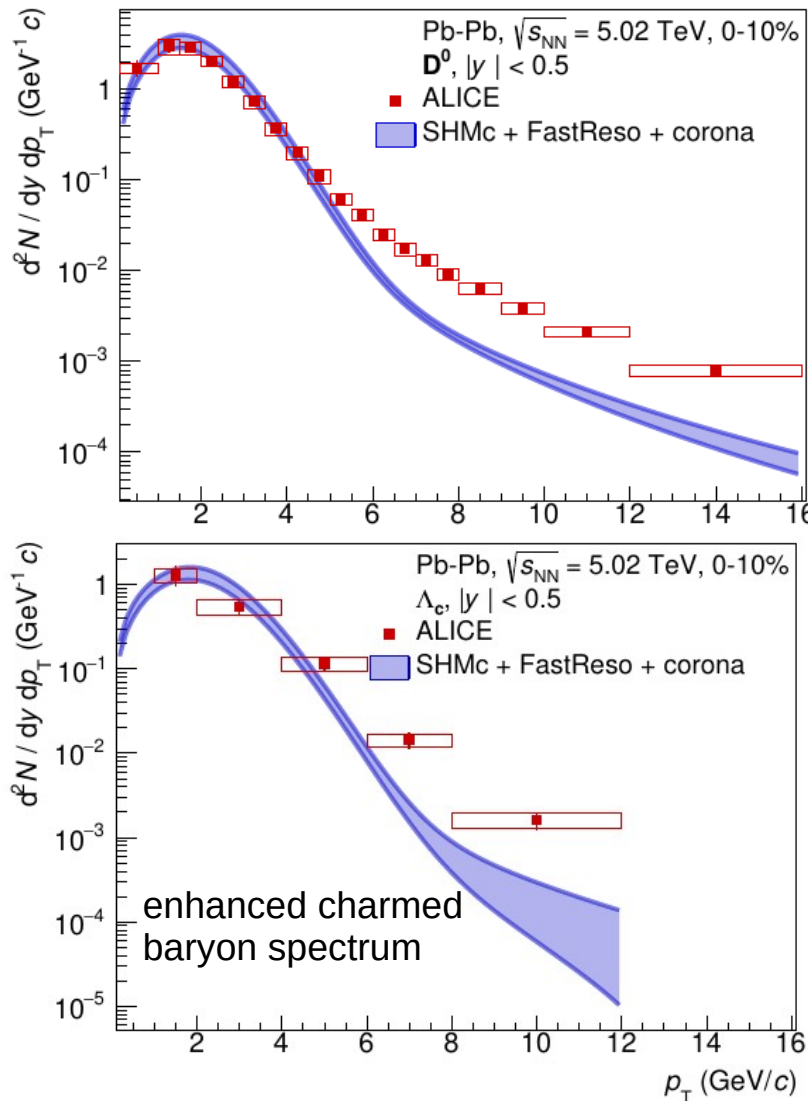 Pb-Pb, √sNN = 5.02 TeV, 0-10%
D⁰, |y| < 0.5
ALICE
SHMc + FastReso + corona
d²N / dy dpT (GeV⁻¹ c)
1
10⁻¹
10⁻²
10⁻³
10⁻⁴
2 4 6 8 10 12 14 16
Pb-Pb, √sNN = 5.02 TeV, 0-10%
Λc, |y| < 0.5
ALICE
SHMc + FastReso + corona
d²N / dy dpT (GeV⁻¹ c)
1
10⁻¹
10⁻²
10⁻³
10⁻⁴
10⁻⁵
enhanced charmed
baryon spectrum
0 2 4 6 8 10 12 14 16
pT (GeV/c)